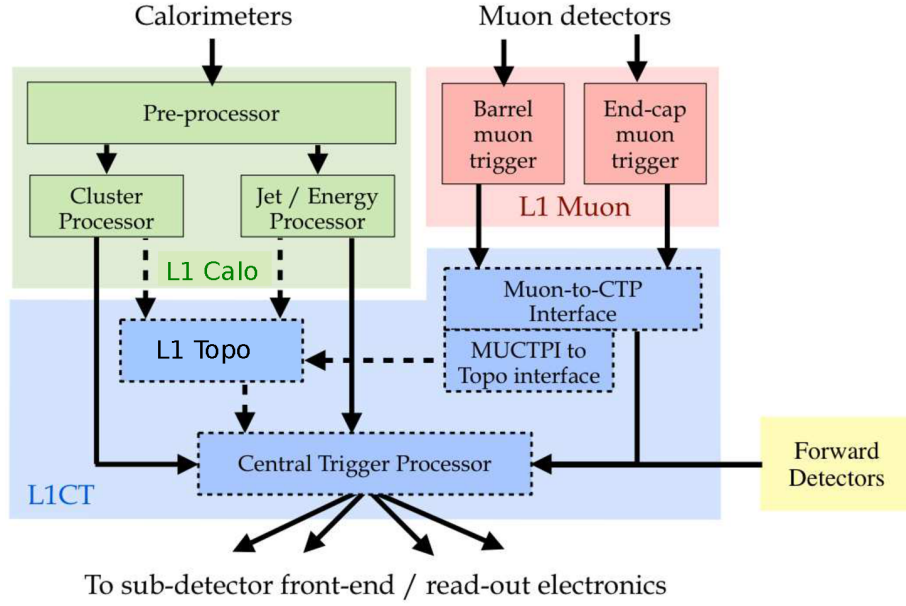 Calorimeters
Muon detectors
Pre-processor
Barrel
muon
trigger
End-cap
muon
trigger
Cluster
Processor
Jet / Energy
Processor
L1 Muon
L1 Calo
Muon-to-CTP
Interface
L1 Topo
MUCTPI to
Topo interface
Central Trigger Processor
Forward
Detectors
L1CT
To sub-detector front-end / read-out electronics